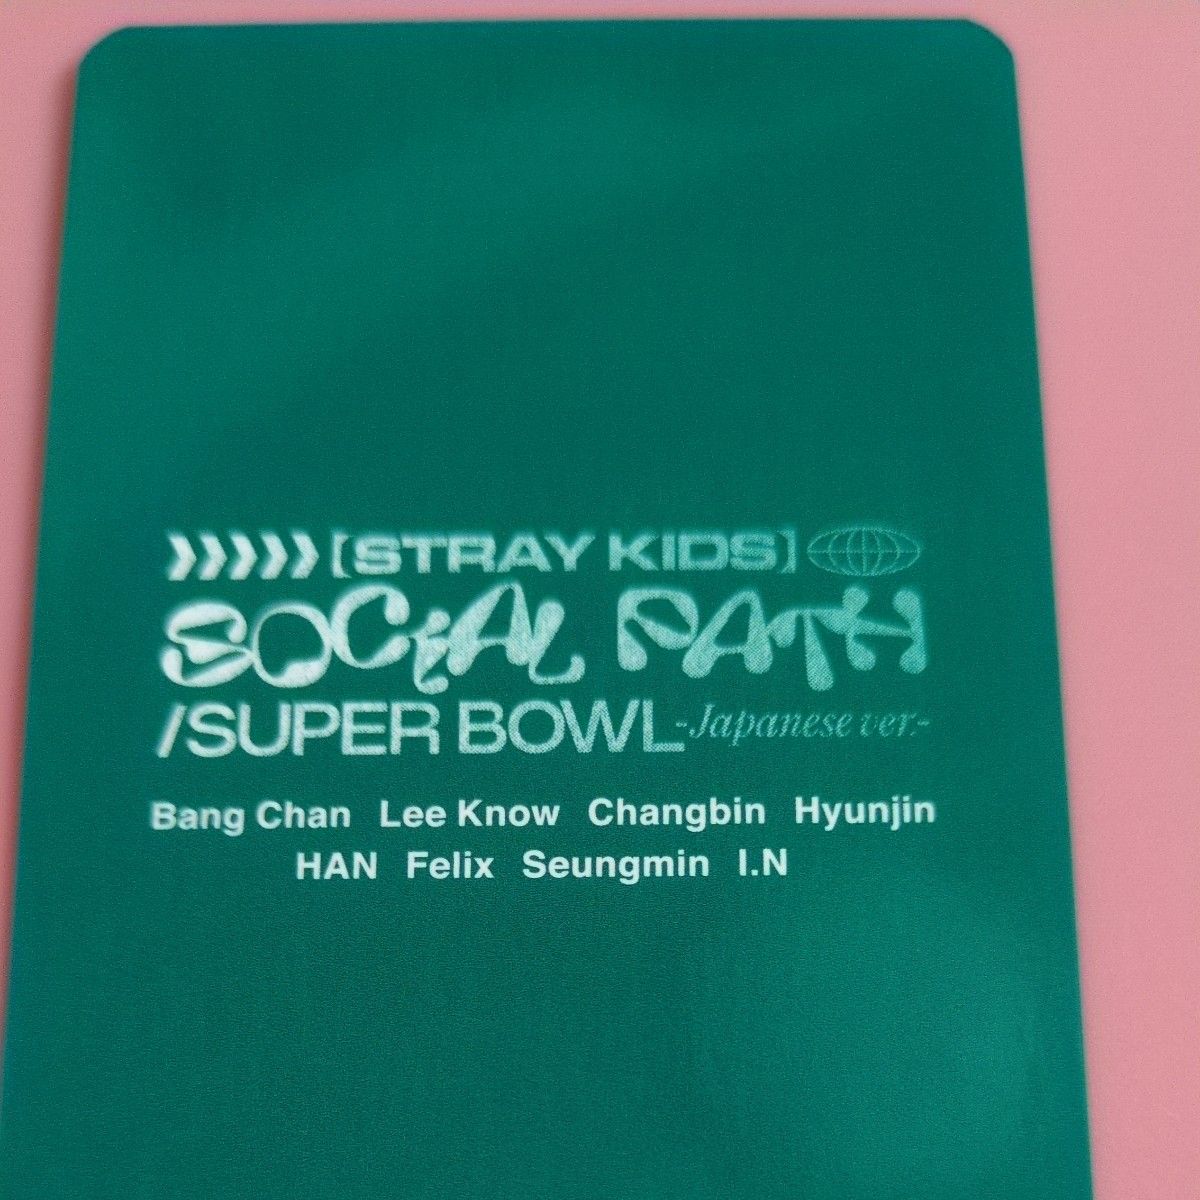 [STRAY KIDS]
SOCIAL PATH
/SUPER BOWL -Japanese ver.-
Bang Chan Lee Know Changbin Hyunjin
HAN Felix Seungmin I.N